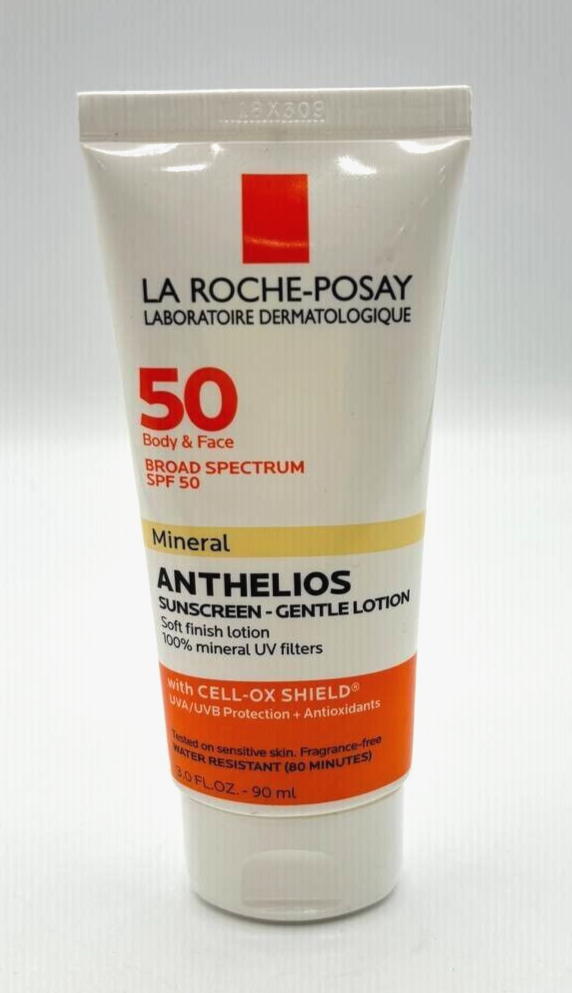 18X309
LA ROCHE-POSAY
LABORATOIRE DERMATOLOGIQUE
50
Body & Face
BROAD SPECTRUM
SPF 50
Mineral
ANTHELIOS
SUNSCREEN - GENTLE LOTION
Soft finish lotion
100% mineral UV filters
with CELL-OX SHIELD®
UVA/UVB Protection + Antioxidants
Tested on sensitive skin. Fragrance-free
WATER RESISTANT (80 MINUTES)
3.0 FL.OZ. - 90 ml